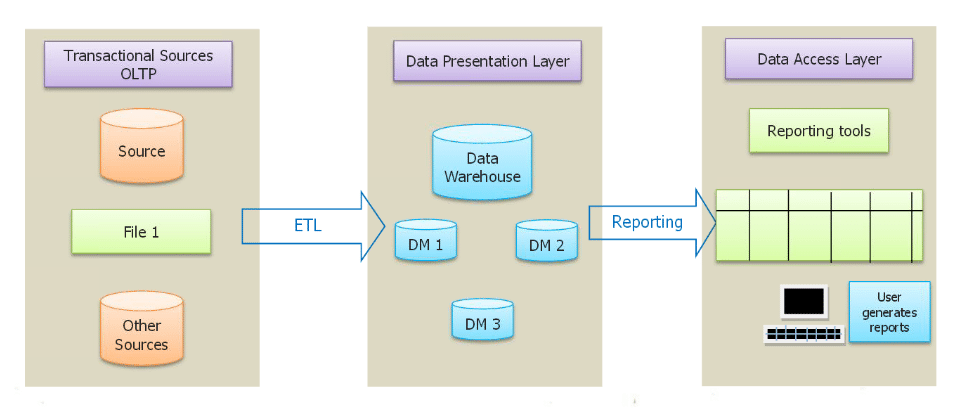 Transactional Sources
OLTP
Source
File 1
Other
Sources
ETL
Data Presentation Layer
Data
Warehouse
DM 1
DM 2
DM 3
Reporting
Data Access Layer
Reporting tools
User
generates
reports